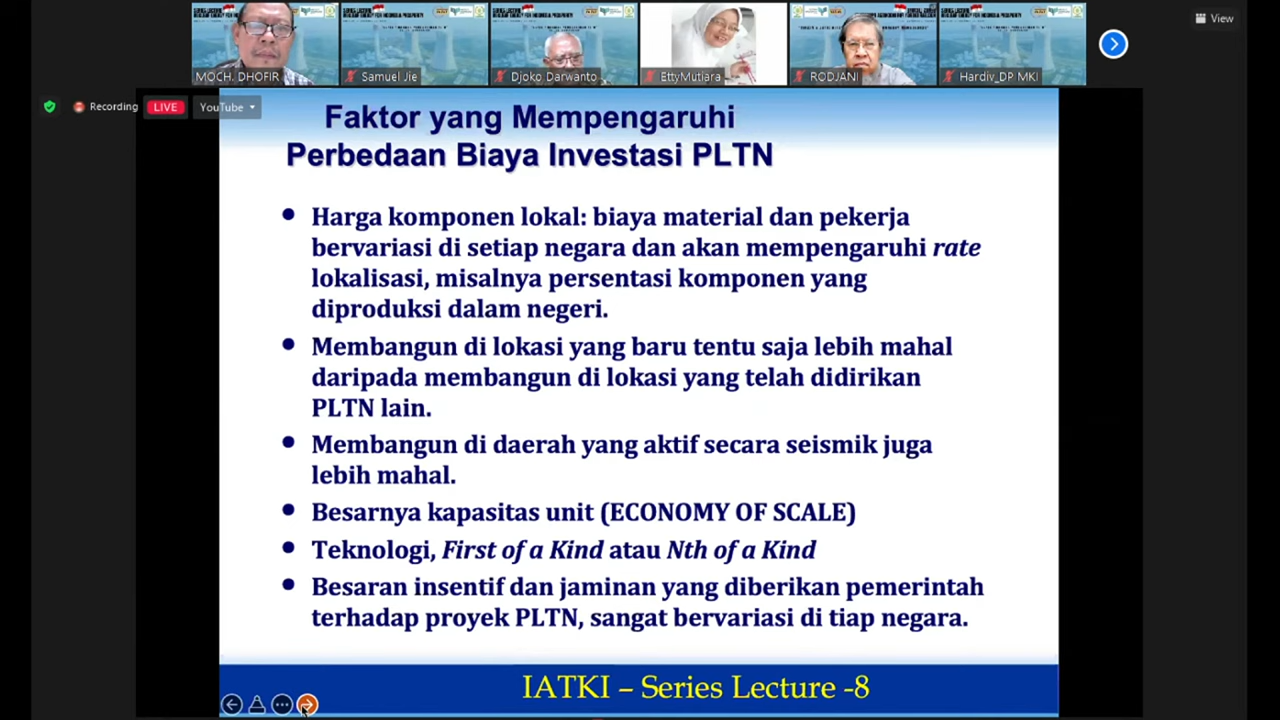 View
MOCH. DHOFIR
Samuel Jie
Djoko Darwanto
EttyMutiara
RODJANI
Hardiv_DP MKI
Recording
LIVE
YouTube
Faktor yang Mempengaruhi
Perbedaan Biaya Investasi PLTN
• Harga komponen lokal: biaya material dan pekerja
bervariasi di setiap negara dan akan mempengaruhi rate
lokalisasi, misalnya persentasi komponen yang
diproduksi dalam negeri.
• Membangun di lokasi yang baru tentu saja lebih mahal
daripada membangun di lokasi yang telah didirikan
PLTN lain.
• Membangun di daerah yang aktif secara seismik juga
lebih mahal.
• Besarnya kapasitas unit (ECONOMY OF SCALE)
• Teknologi, First of a Kind atau Nth of a Kind
• Besaran insentif dan jaminan yang diberikan pemerintah
terhadap proyek PLTN, sangat bervariasi di tiap negara.
IATKI – Series Lecture -8